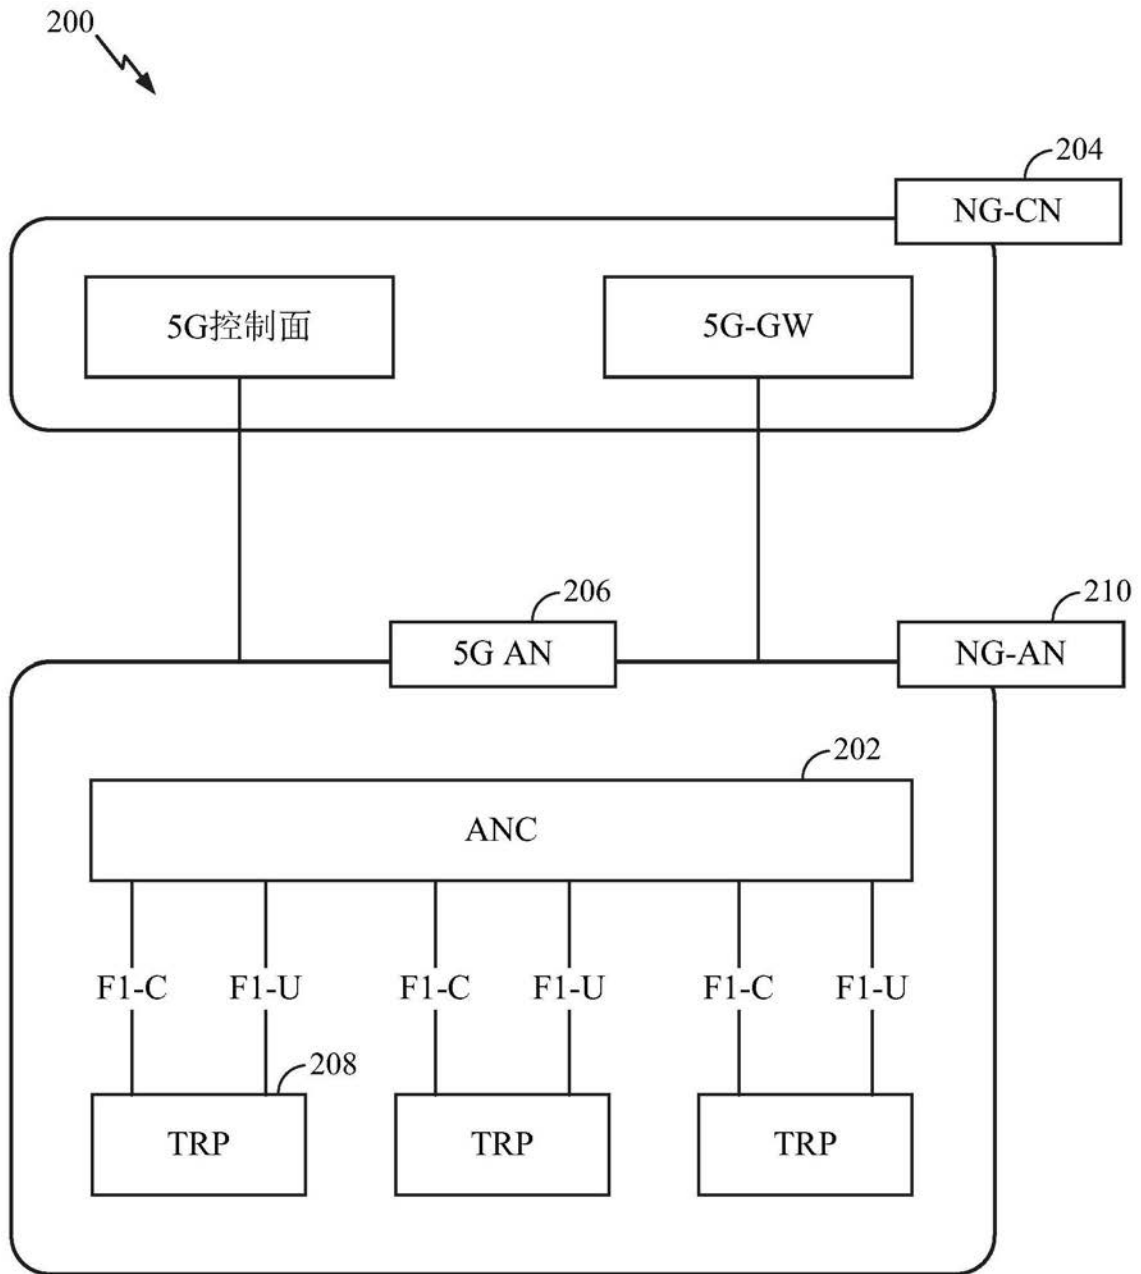 200
204
NG-CN
5G控制面
5G-GW
206
210
5G AN
NG-AN
202
ANC
F1-C
F1-U
F1-C
F1-U
F1-C
F1-U
208
TRP
TRP
TRP